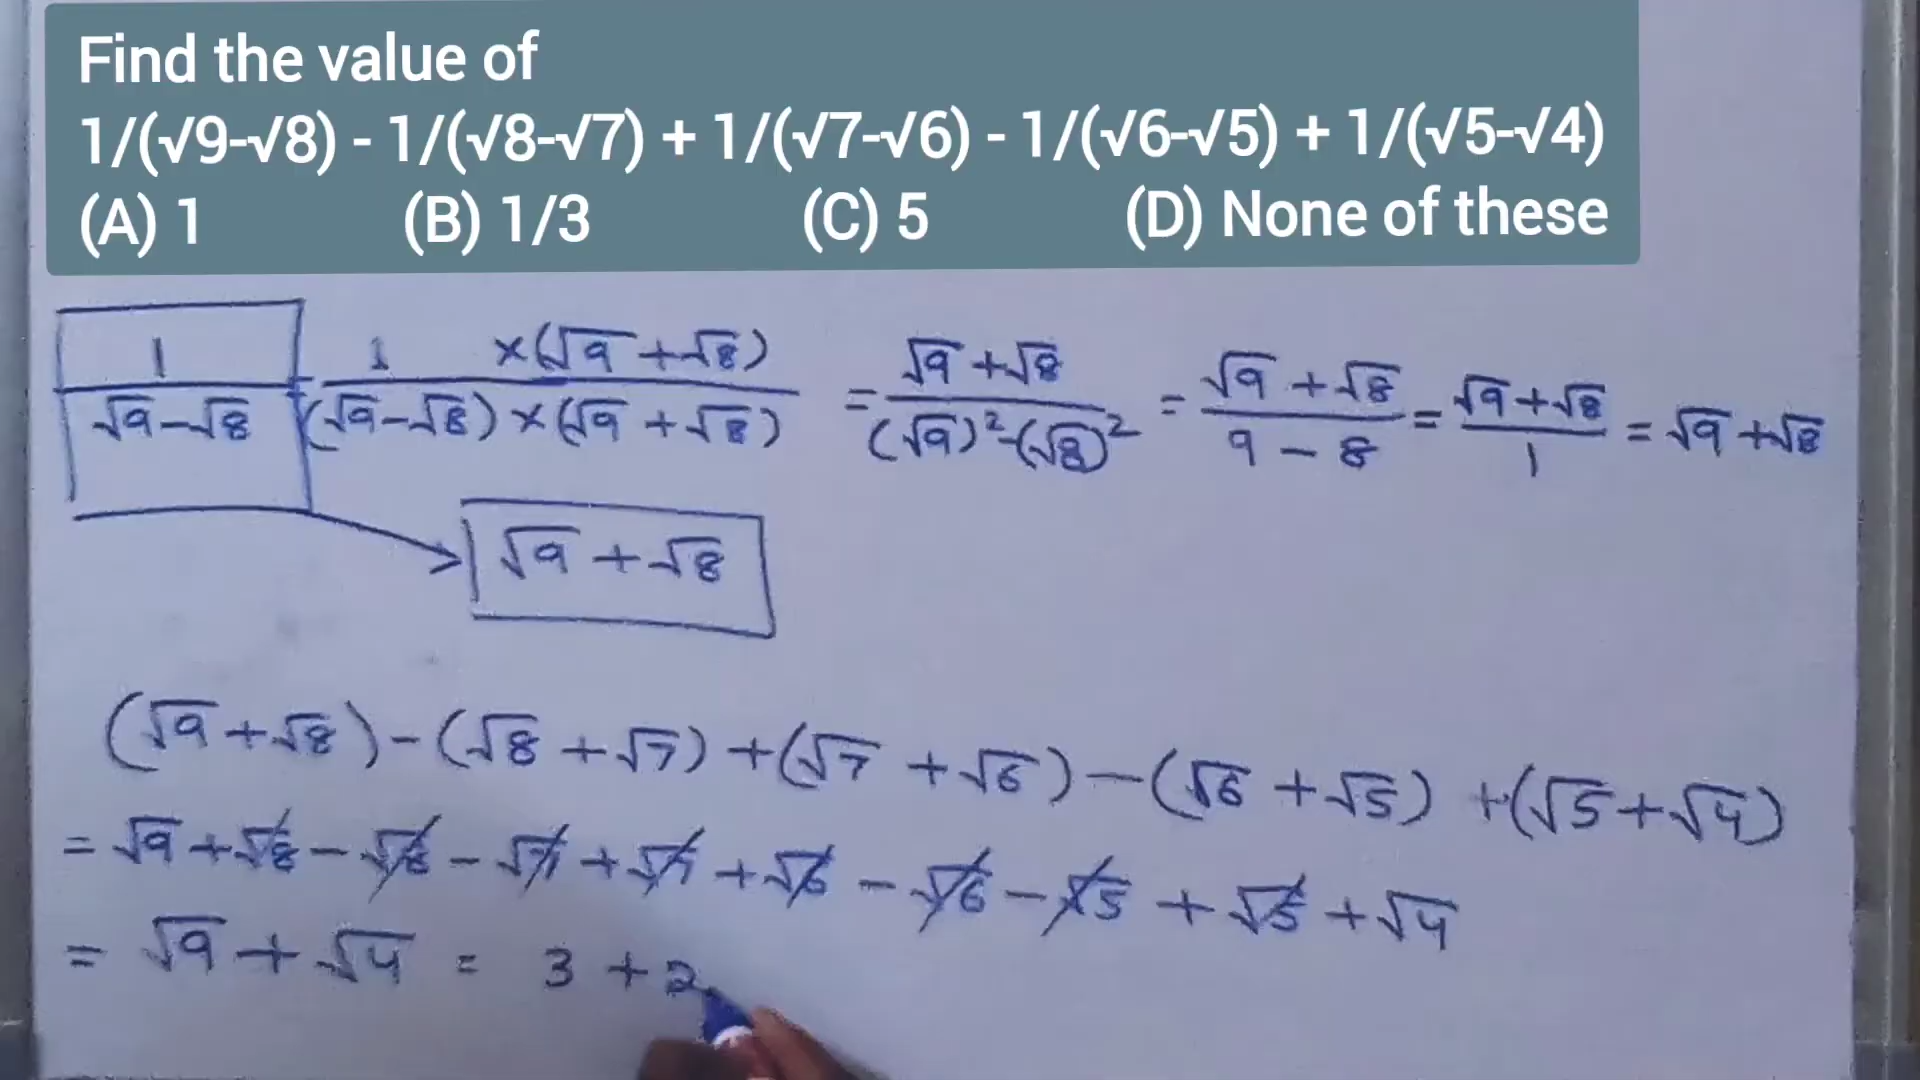 Find the value of
1/(√9-√8) - 1/(√8-√7) + 1/(√7-√6) - 1/(√6-√5) + 1/(√5-√4)
(A) 1 (B) 1/3 (C) 5 (D) None of these
1/(√9-√8) = 1×(√9+√8)/(√9-√8)×(√9+√8) = √9+√8/(√9)²-(√8)² = √9+√8/9-8 = √9+√8/1 = √9+√8
√9+√8
(√9+√8)-(√8+√7)+(√7+√6)-(√6+√5)+(√5+√4)
= √9+√8-√8-√7+√7+√6-√6-√5+√5+√4
= √9+√4 = 3+2